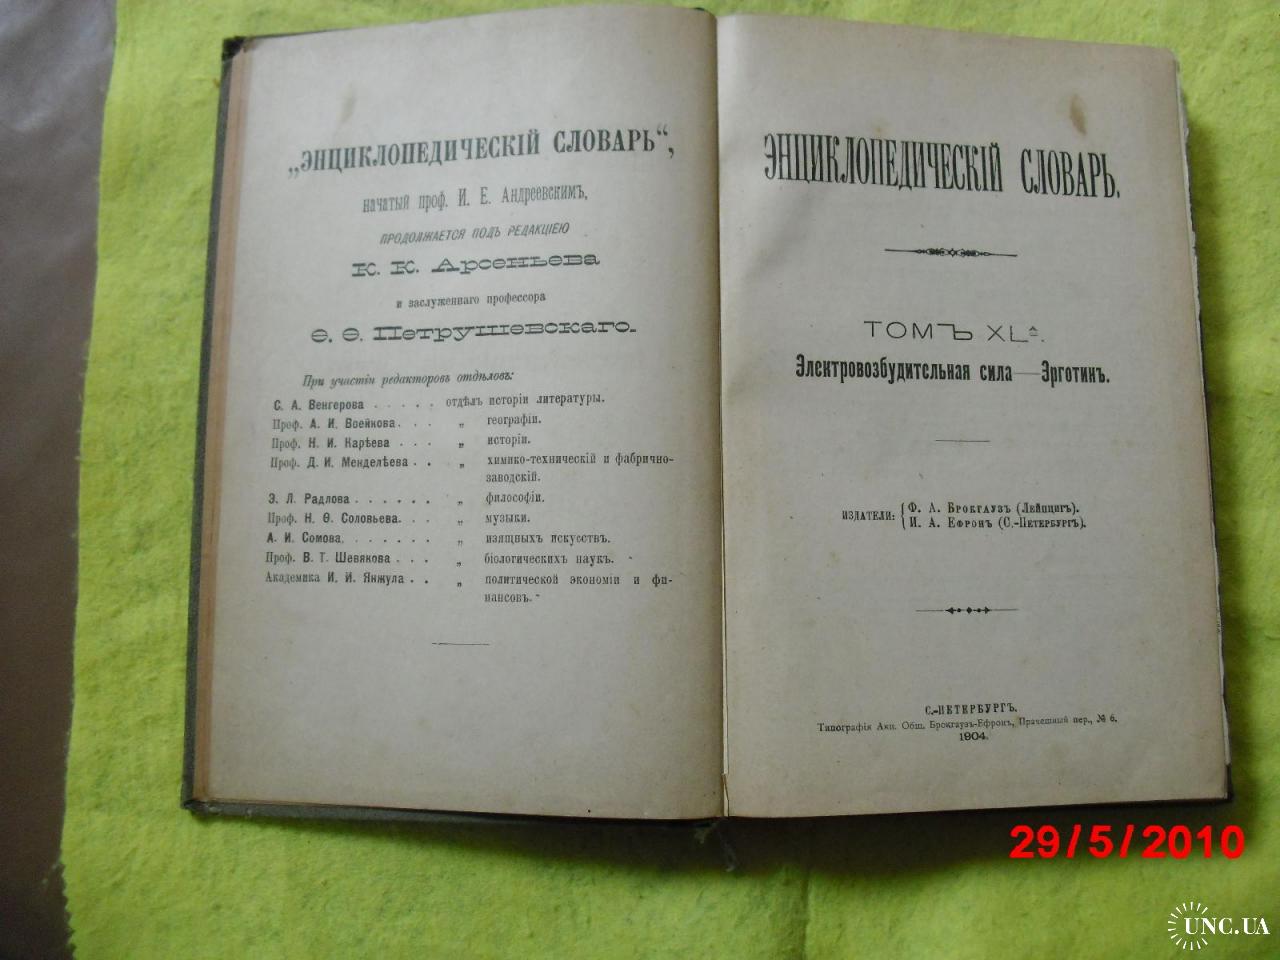 „ЭНЦИКЛОПЕДИЧЕСКІЙ СЛОВАРЬ“,
начатый проф. И. Е. Андреевскимъ,
ПРОДОЛЖАЕТСЯ ПОДЪ РЕДАКЦІЕЮ
К. К. Арсеньева
и заслуженнаго профессора
Ѳ. Ѳ. Петрушевскаго.
При участіи редакторовъ отдѣловъ:
С. А. Венгерова . . . . . отдѣлъ исторіи литературы.
Проф. А. И. Воейкова . . . „ географіи.
Проф. Н. И. Карѣева . . . „ исторіи.
Проф. Д. И. Менделѣева . . „ химико-техническій и фабрично-
заводскій.
Э. Л. Радлова . . . . . . „ философіи.
Проф. Н. Ѳ. Соловьева. . . „ музыки.
А. И. Сомова. . . . . . . „ изящныхъ искусствъ.
Проф. В. Т. Шевякова . . . „ біологическихъ наукъ.
Академика И. И. Янжула . . „ политической экономіи и фи-
нансовъ.
ЭНЦИКЛОПЕДИЧЕСКІЙ СЛОВАРЬ.
ТОМЪ XLᴬ.
Электровозбудительная сила—Эрготинъ.
ИЗДАТЕЛИ: { Ф. А. Брокгаузъ (Лейпцигъ).
И. А. Ефронъ (С.-Петербургъ).
С.-ПЕТЕРБУРГЪ.
Типографія Акц. Общ. Брокгаузъ-Ефронъ, Прачешный пер., № 6.
1904.
29/5/2010
UNC.UA